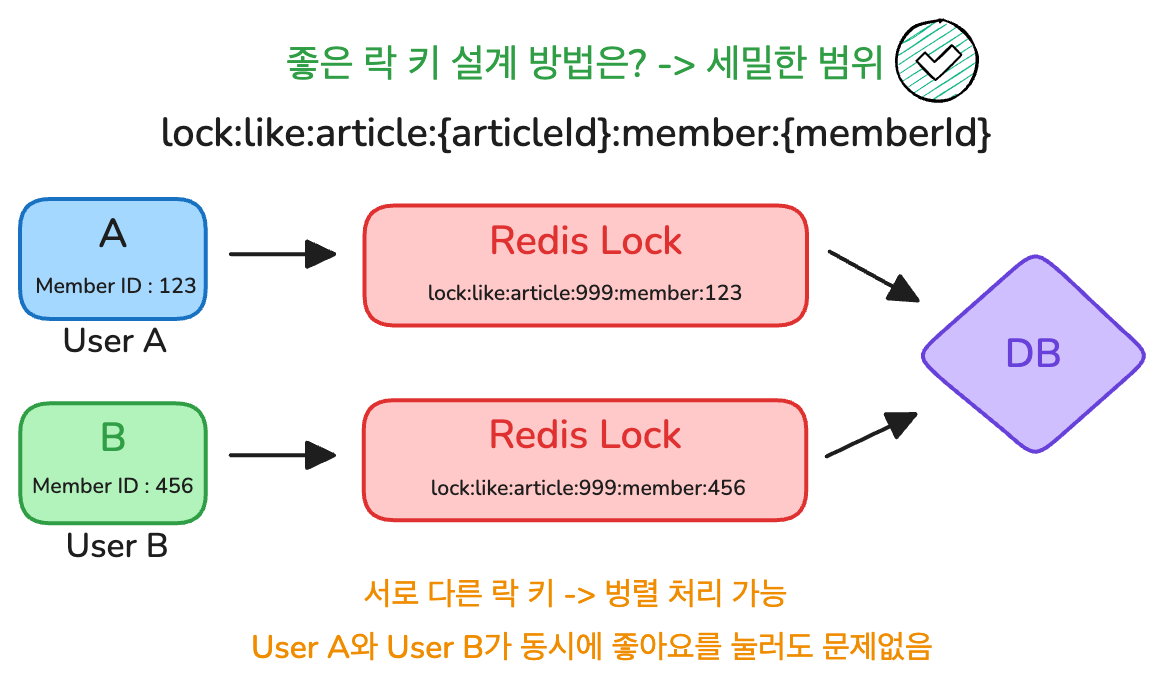 좋은 락 키 설계 방법은? -> 세밀한 범위
lock:like:article:{articleId}:member:{memberId}
A
Member ID : 123
User A
Redis Lock
lock:like:article:999:member:123
DB
B
Member ID : 456
User B
Redis Lock
lock:like:article:999:member:456
서로 다른 락 키 -> 벙렬 처리 가능
User A와 User B가 동시에 좋아요를 눌러도 문제없음